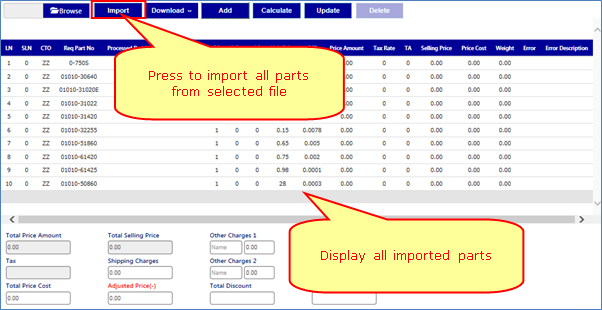 Browse Import Download Add Calculate Update Delete
LN SLN CTO Req Part No Price Amount Tax Rate TA Selling Price Price Cost Weight Error Error Description
1 0 ZZ 0-750S 0.00 0 0 0.00 0.00 0.00
2 0 ZZ 01010-30640 0.00 0 0 0.00 0.00 0.00
3 0 ZZ 01010-31020E 0.00 0 0 0.00 0.00 0.00
4 0 ZZ 01010-31022 0.00 0 0 0.00 0.00 0.00
5 0 ZZ 01010-31420 0.00 0 0 0.00 0.00 0.00
6 0 ZZ 01010-32255 1 0 0 0.15 0.0078 0.00 0 0 0.00 0.00 0.00
7 0 ZZ 01010-51860 1 0 0 0.65 0.005 0.00 0 0 0.00 0.00 0.00
8 0 ZZ 01010-61420 1 0 0 0.75 0.002 0.00 0 0 0.00 0.00 0.00
9 0 ZZ 01010-61425 1 0 0 0.98 0.0001 0.00 0 0 0.00 0.00 0.00
10 0 ZZ 01010-50860 1 0 0 28 0.0003 0.00 0 0 0.00 0.00 0.00
Press to import all parts
from selected file
Display all imported parts
Total Price Amount Total Selling Price Other Charges 1
0.00 0.00 Name 0.00
Tax Shipping Charges Other Charges 2
0.00 0.00 Name 0.00
Total Price Cost Adjusted Price(-) Total Discount
0.00 0.00